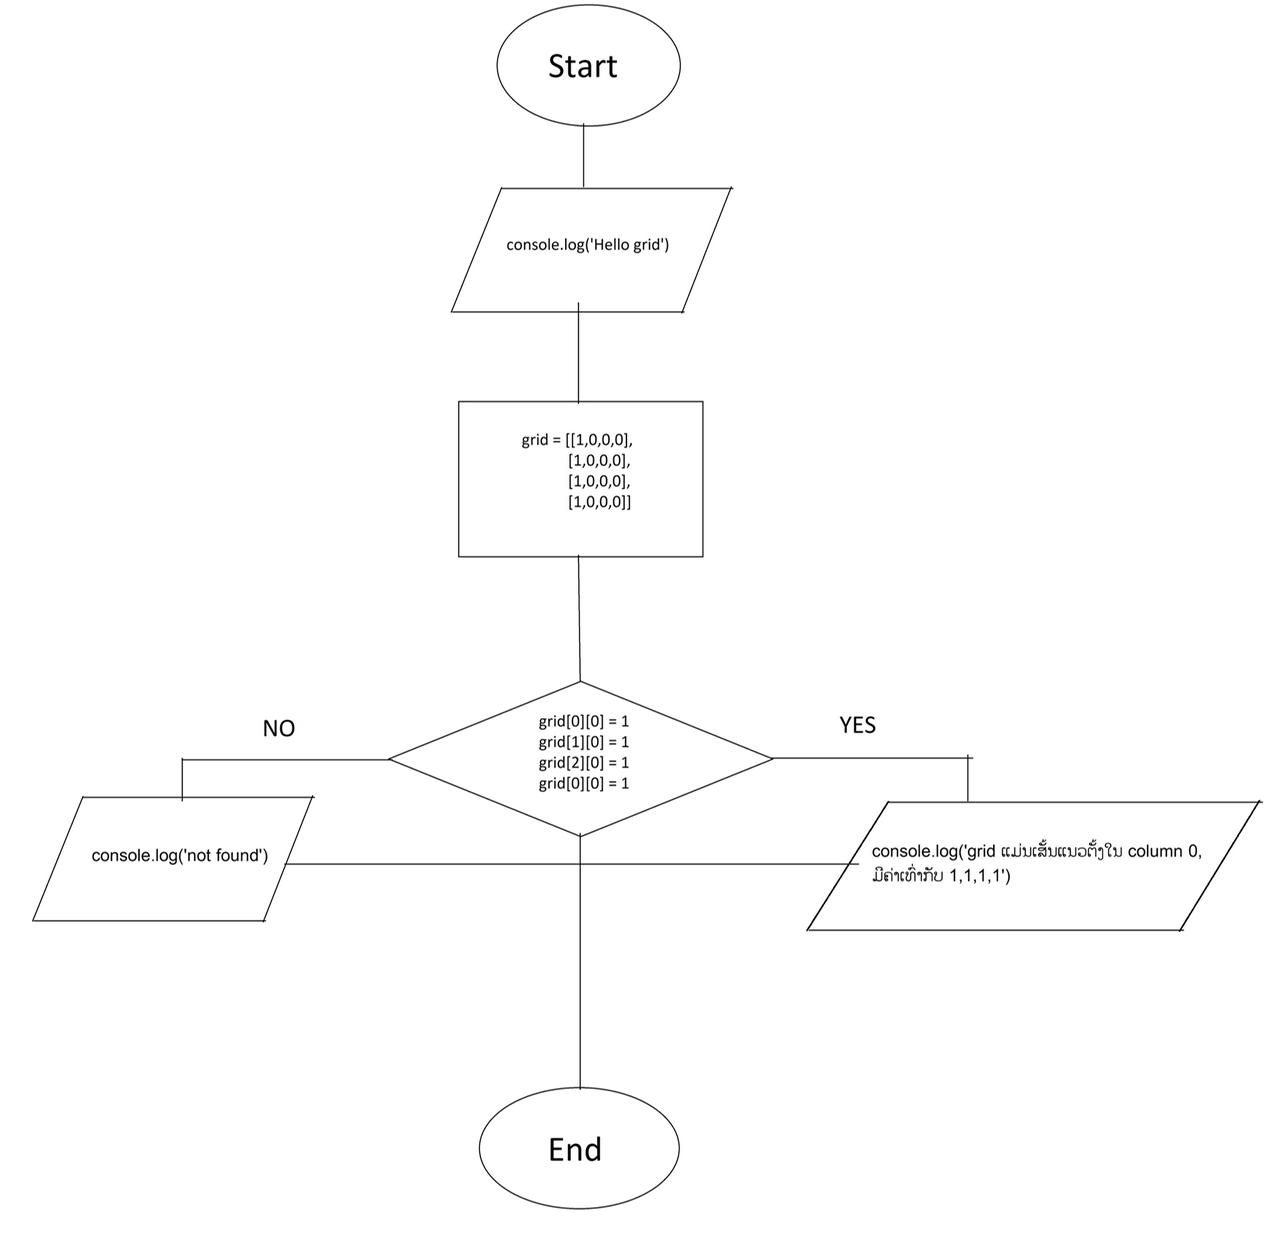 Start
console.log('Hello grid')
grid = [[1,0,0,0],
[1,0,0,0],
[1,0,0,0],
[1,0,0,0]]
NO
YES
grid[0][0] = 1
grid[1][0] = 1
grid[2][0] = 1
grid[0][0] = 1
console.log('not found')
console.log('grid ແມ່ນເສັ້ນແນວຕັ້ງໃນ column 0,
ມີຄ່າເທົ່າກັບ 1,1,1,1')
End